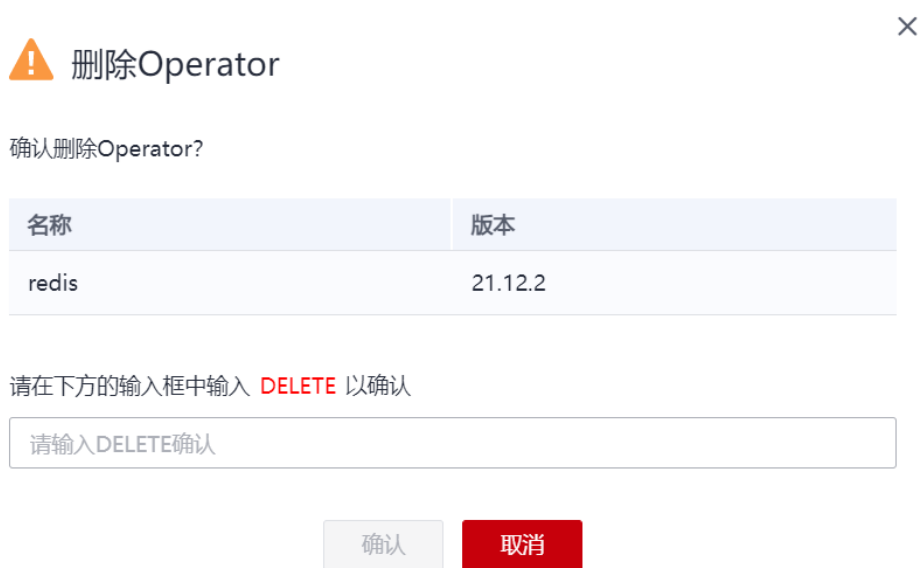 删除Operator
确认删除Operator?
名称 版本
redis 21.12.2
请在下方的输入框中输入 DELETE 以确认
请输入DELETE确认
确认 取消